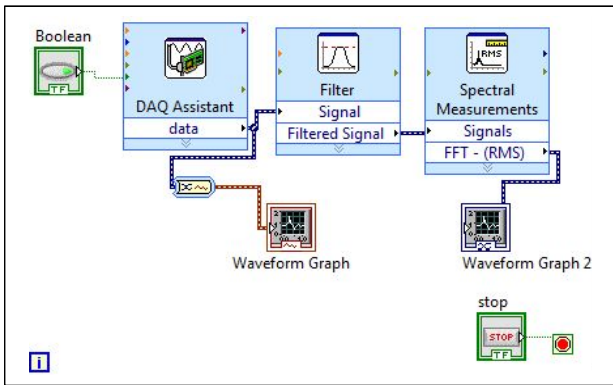 Boolean
TF
DAQ Assistant
data
Filter
Signal
Filtered Signal
RMS
Spectral
Measurements
Signals
FFT - (RMS)
Waveform Graph
Waveform Graph 2
stop
STOP
TF
i